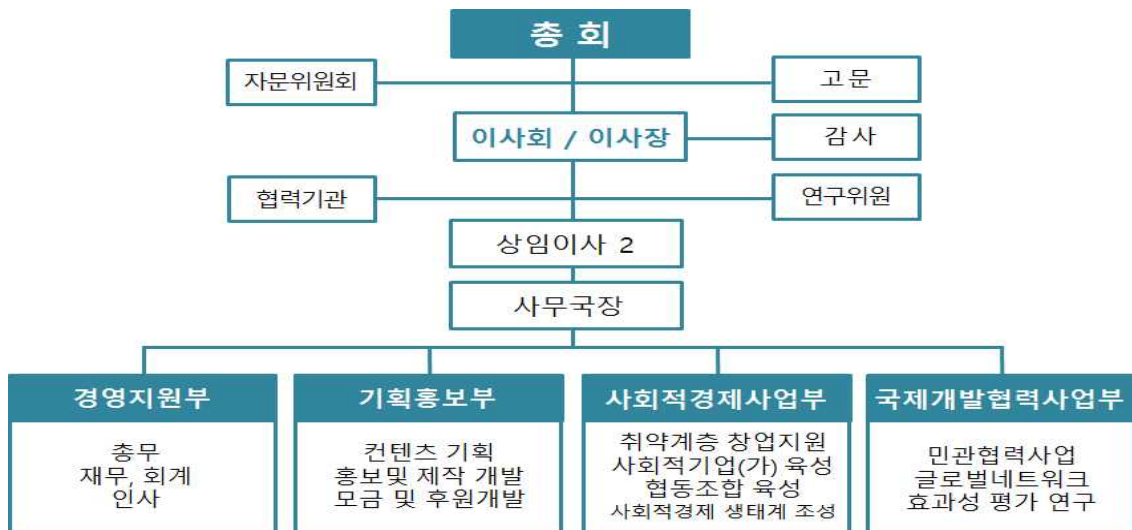 총 회
자문위원회
고 문
이사회 / 이사장
감 사
협력기관
연구위원
상임이사 2
사무국장
경영지원부
총무
재무, 회계
인사
기획홍보부
컨텐츠 기획
홍보및 제작 개발
모금 및 후원개발
사회적경제사업부
취약계층 창업지원
사회적기업(가) 육성
협동조합 육성
사회적경제 생태계 조성
국제개발협력사업부
민관협력사업
글로벌네트워크
효과성 평가 연구